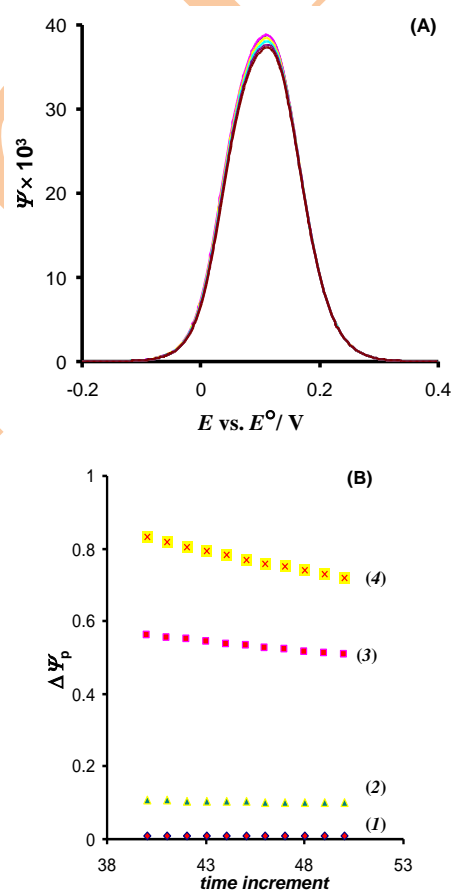 (A)
40
30
20
10
0
Ψ × 10³
-0.2 0 0.2 0.4
E vs. E°/ V
(B)
1
0.8
0.6
0.4
0.2
0
ΔΨp
(4)
(3)
(2)
(1)
38 43 48 53
time increment